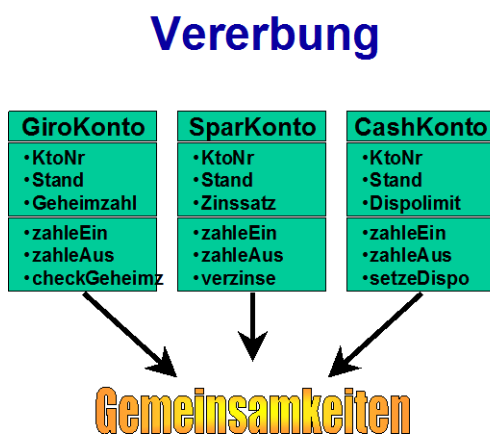 Vererbung
GiroKonto
•KtoNr
•Stand
•Geheimzahl
•zahleEin
•zahleAus
•checkGeheimz
SparKonto
•KtoNr
•Stand
•Zinssatz
•zahleEin
•zahleAus
•verzinse
CashKonto
•KtoNr
•Stand
•Dispolimit
•zahleEin
•zahleAus
•setzeDispo
Gemeinsamkeiten